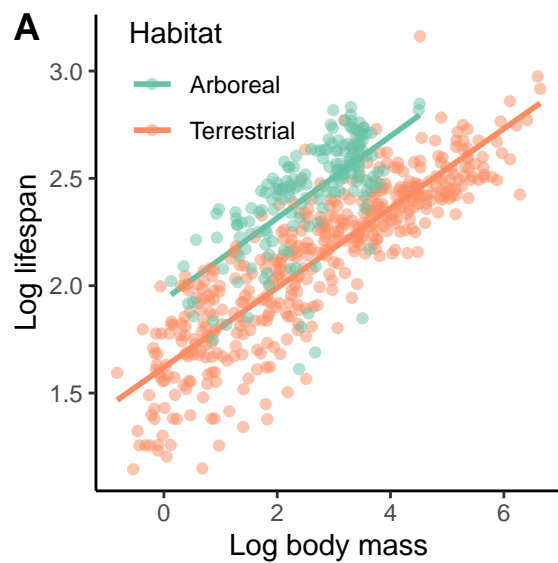 A
Habitat
Arboreal
Terrestrial
Log lifespan
3.0
2.5
2.0
1.5
0 2 4 6
Log body mass